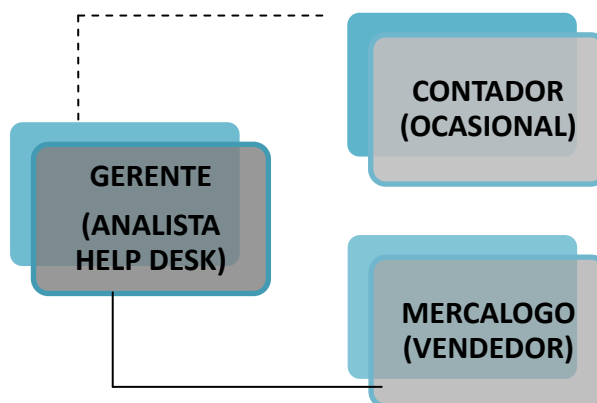 CONTADOR
(OCASIONAL)
GERENTE
(ANALISTA
HELP DESK)
MERCALOGO
(VENDEDOR)